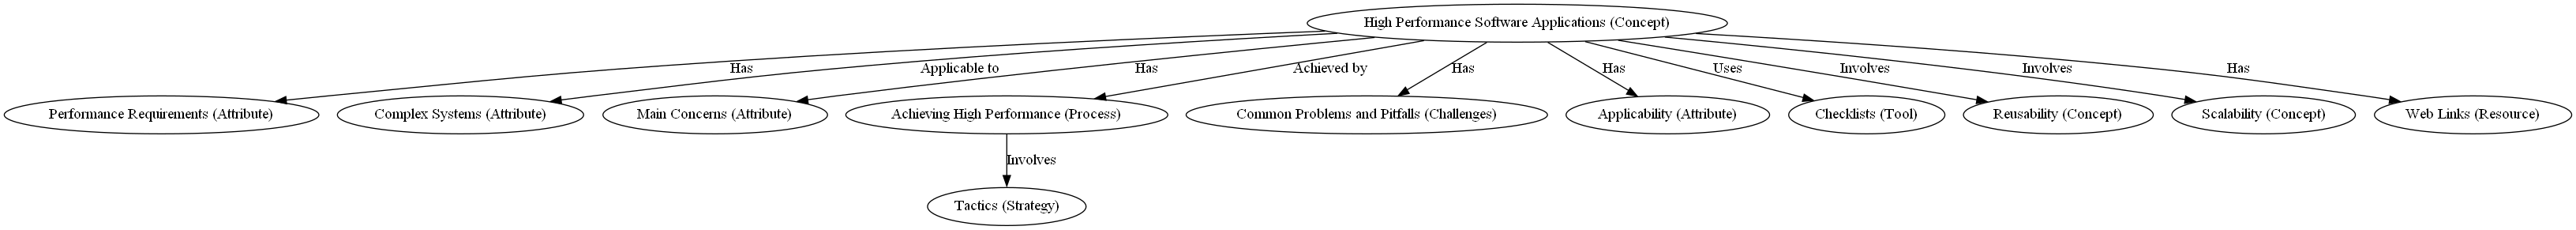 High Performance Software Applications (Concept)
Has
Applicable to
Has
Achieved by
Has
Has
Uses
Involves
Involves
Has
Performance Requirements (Attribute)
Complex Systems (Attribute)
Main Concerns (Attribute)
Achieving High Performance (Process)
Common Problems and Pitfalls (Challenges)
Applicability (Attribute)
Checklists (Tool)
Reusability (Concept)
Scalability (Concept)
Web Links (Resource)
Involves
Tactics (Strategy)